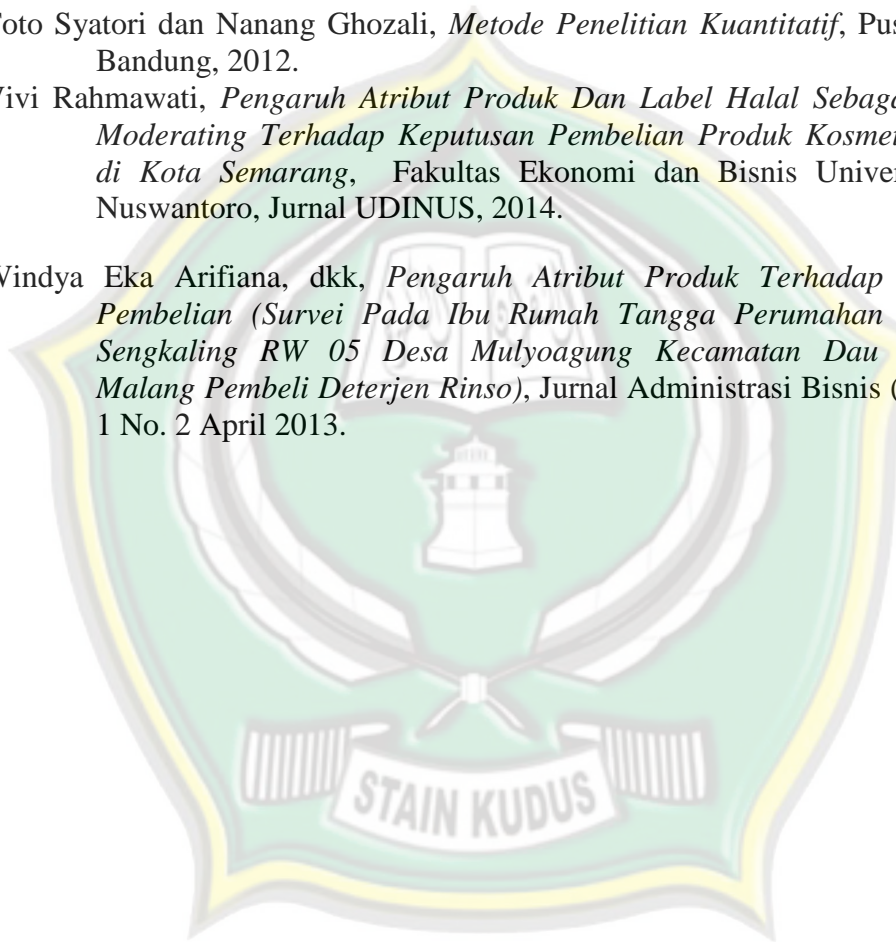 oto Syatori dan Nanang Ghozali, Metode Penelitian Kuantitatif, Pus
Bandung, 2012.
Vivi Rahmawati, Pengaruh Atribut Produk Dan Label Halal Sebaga
Moderating Terhadap Keputusan Pembelian Produk Kosme
di Kota Semarang, Fakultas Ekonomi dan Bisnis Univer
Nuswantoro, Jurnal UDINUS, 2014.
Windya Eka Arifiana, dkk, Pengaruh Atribut Produk Terhadap
Pembelian (Survei Pada Ibu Rumah Tangga Perumahan
Sengkaling RW 05 Desa Mulyoagung Kecamatan Dau
Malang Pembeli Deterjen Rinso), Jurnal Administrasi Bisnis (
1 No. 2 April 2013.
STAIN KUDUS